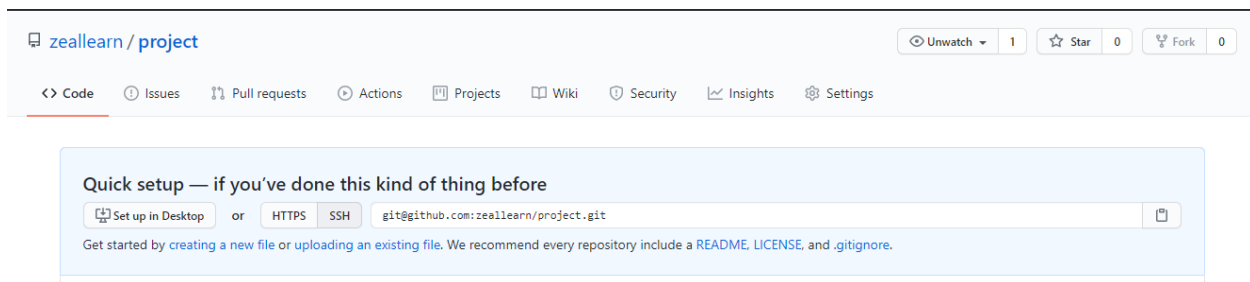 zeallearn / project
Unwatch 1 Star 0 Fork 0
Code Issues Pull requests Actions Projects Wiki Security Insights Settings
Quick setup — if you’ve done this kind of thing before
Set up in Desktop or HTTPS SSH git@github.com:zeallearn/project.git
Get started by creating a new file or uploading an existing file. We recommend every repository include a README, LICENSE, and .gitignore.